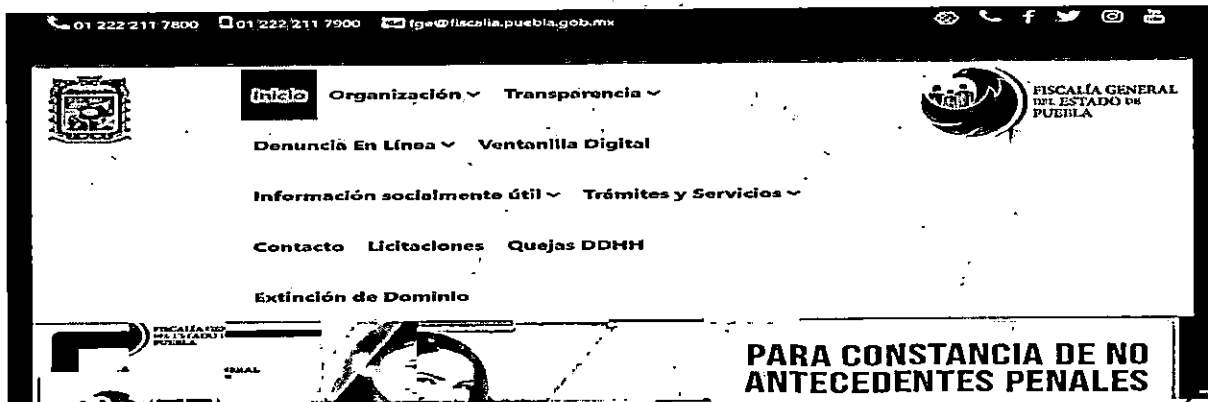 01 222 211 7800 01 222 211 7900 fge@fiscalia.puebla.gob.mx
Inicio Organización Transparencia
FISCALÍA GENERAL
DEL ESTADO DE
PUEBLA
Denuncia En Línea Ventanilla Digital
Información socialmente útil Trámites y Servicios
Contacto Licitaciones Quejas DDHH
Extinción de Dominio
PUEBLA
PARA CONSTANCIA DE NO
ANTECEDENTES PENALES